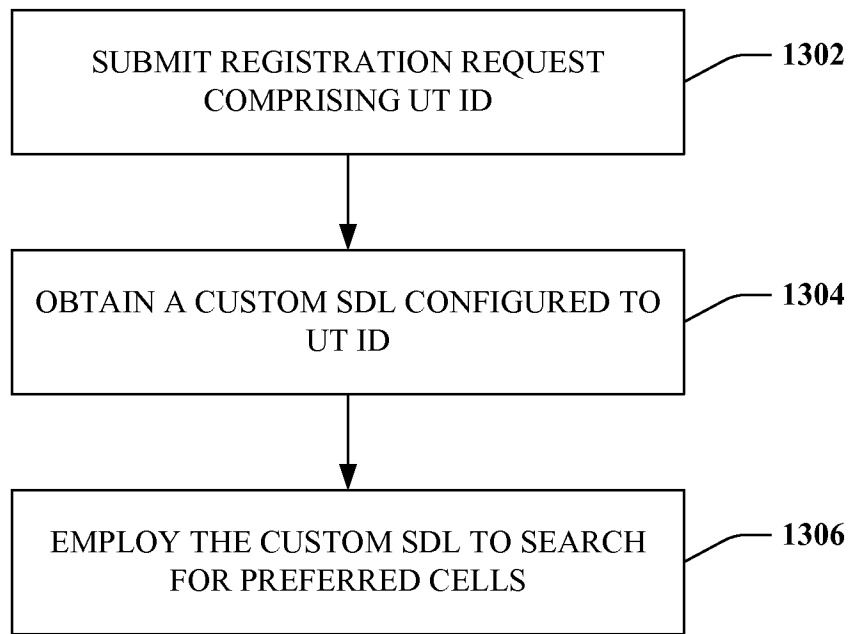 SUBMIT REGISTRATION REQUEST
COMPRISING UT ID
1302
OBTAIN A CUSTOM SDL CONFIGURED TO
UT ID
1304
EMPLOY THE CUSTOM SDL TO SEARCH
FOR PREFERRED CELLS
1306